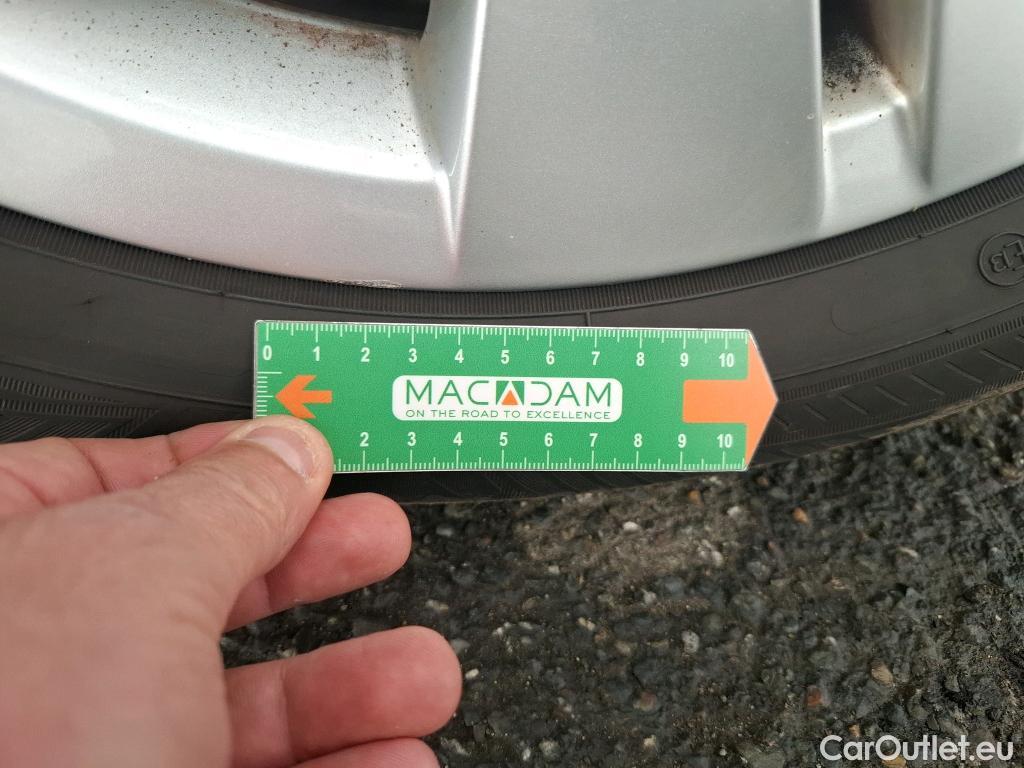 E13
0 1 2 3 4 5 6 7 8 9 10
MACADAM
ON THE ROAD TO EXCELLENCE
2 3 4 5 6 7 8 9 10
CarOutlet.eu